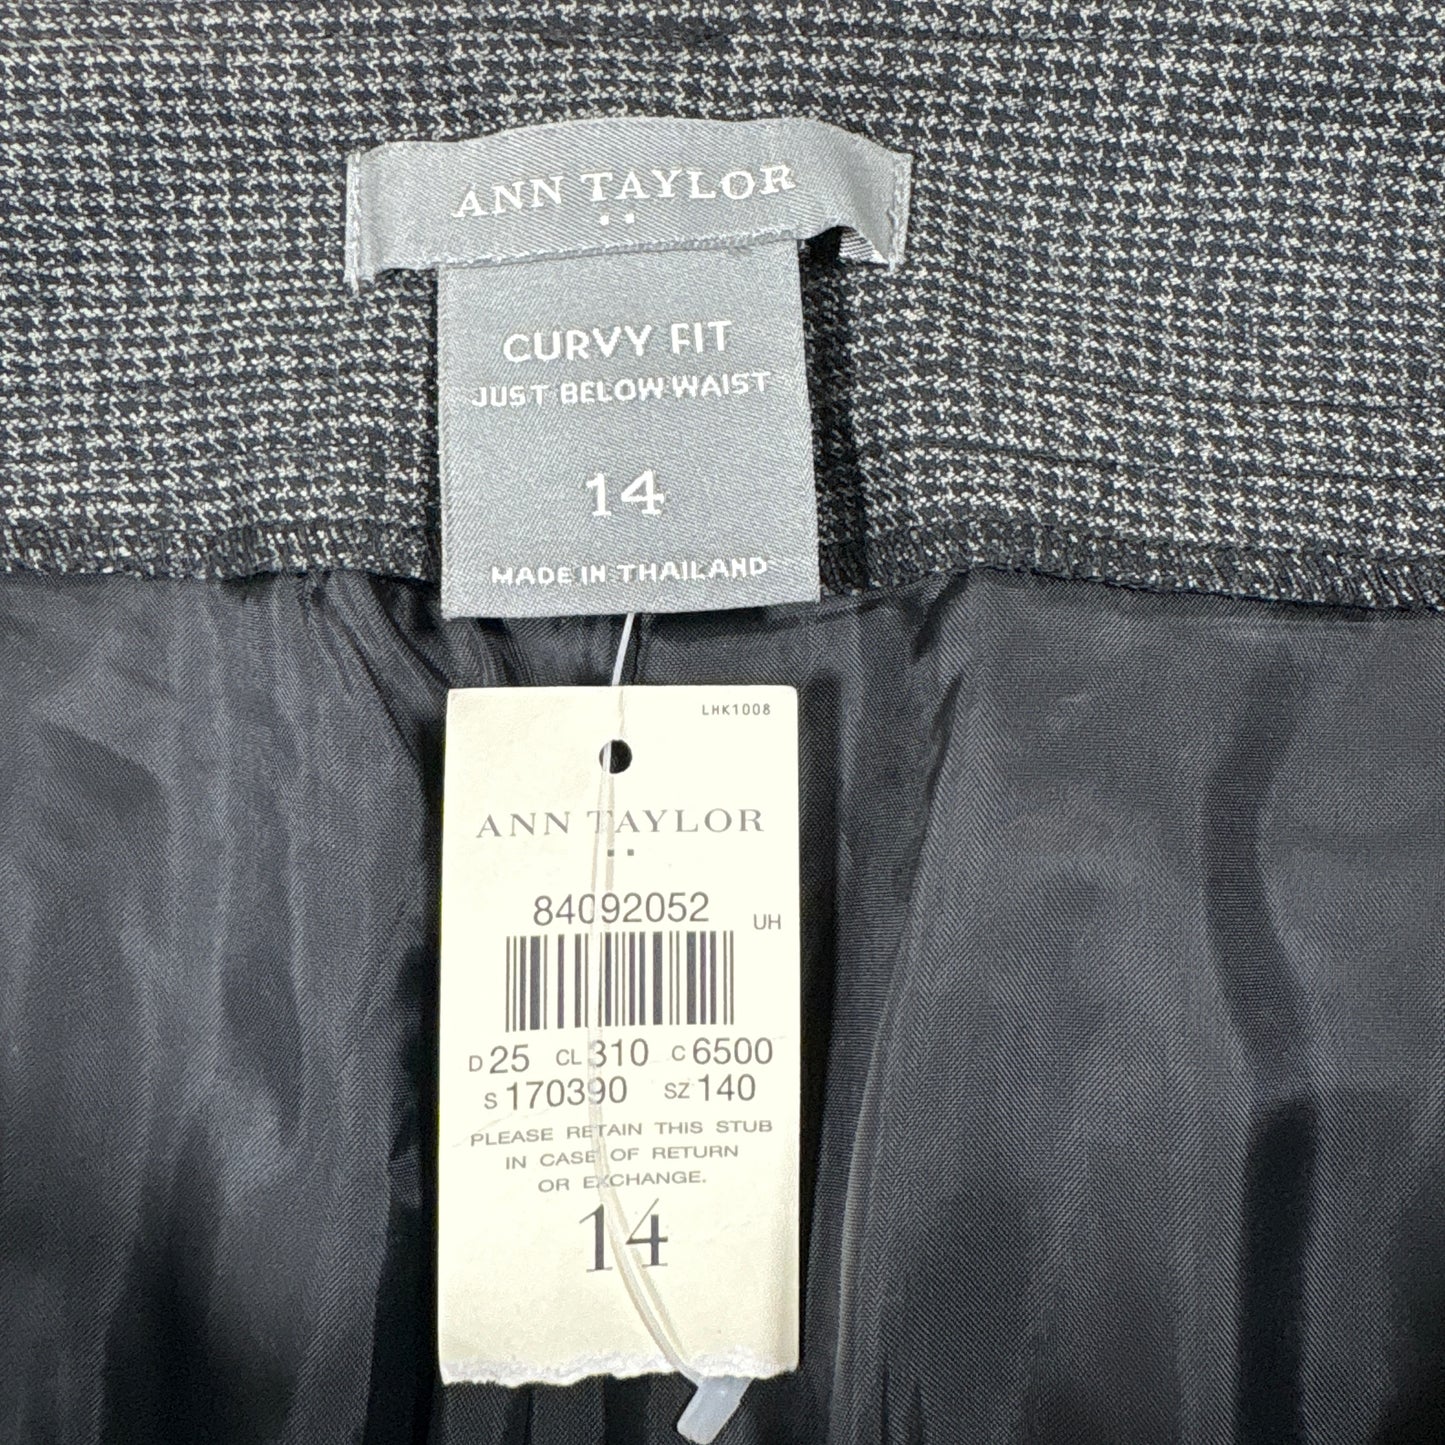 ANN TAYLOR
CURVY FIT
JUST BELOW WAIST
14
MADE IN THAILAND
LHK1008
ANN TAYLOR
84092052 UH
D 25 CL 310 C 6500
S 170390 SZ 140
PLEASE RETAIN THIS STUB
IN CASE OF RETURN
OR EXCHANGE.
14